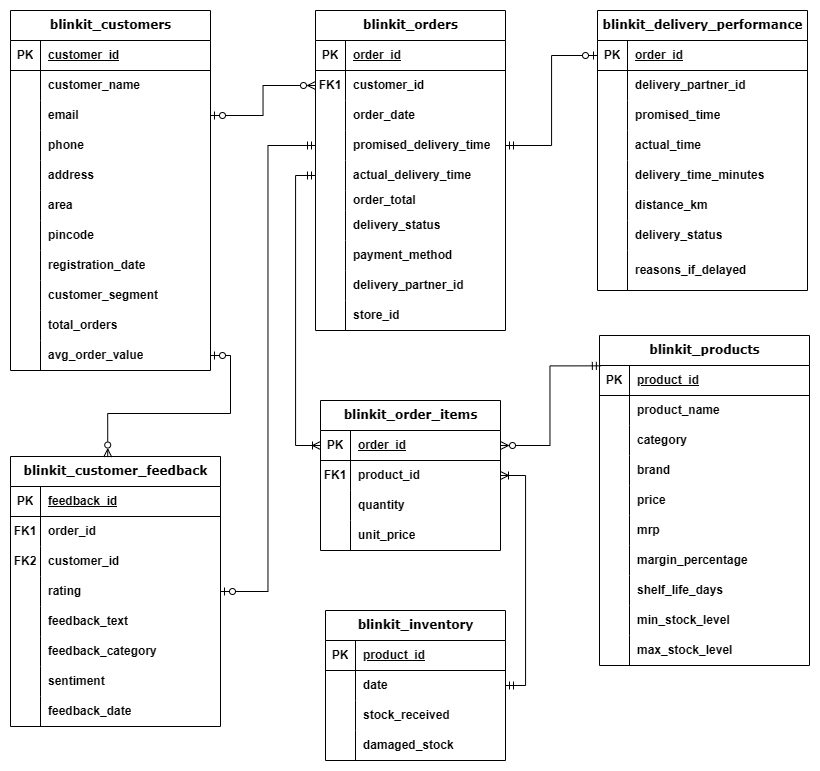 blinkit_customers
PK customer_id
customer_name
email
phone
address
area
pincode
registration_date
customer_segment
total_orders
avg_order_value
blinkit_orders
PK order_id
FK1 customer_id
order_date
promised_delivery_time
actual_delivery_time
order_total
delivery_status
payment_method
delivery_partner_id
store_id
blinkit_delivery_performance
PK order_id
delivery_partner_id
promised_time
actual_time
delivery_time_minutes
distance_km
delivery_status
reasons_if_delayed
blinkit_customer_feedback
PK feedback_id
FK1 order_id
FK2 customer_id
rating
feedback_text
feedback_category
sentiment
feedback_date
blinkit_order_items
PK order_id
FK1 product_id
quantity
unit_price
blinkit_inventory
PK product_id
date
stock_received
damaged_stock
blinkit_products
PK product_id
product_name
category
brand
price
mrp
margin_percentage
shelf_life_days
min_stock_level
max_stock_level